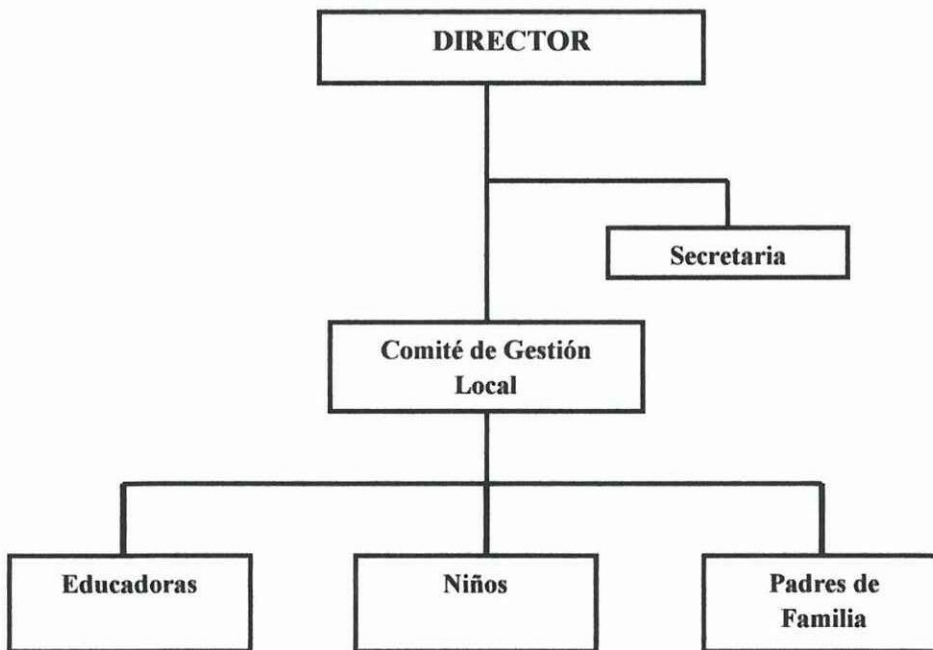 DIRECTOR
Secretaria
Comité de Gestión
Local
Educadoras
Niños
Padres de
Familia